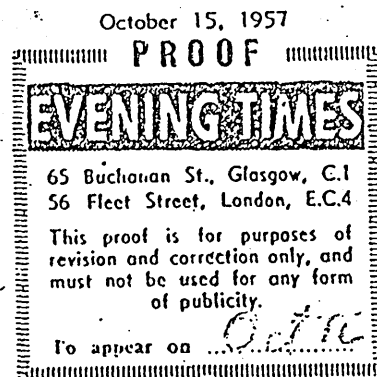 October 15, 1957
PROOF
EVENING TIMES
65 Buchanan St., Glasgow, C.1
56 Fleet Street, London, E.C.4
This proof is for purposes of
revision and correction only, and
must not be used for any form
of publicity.
To appear on